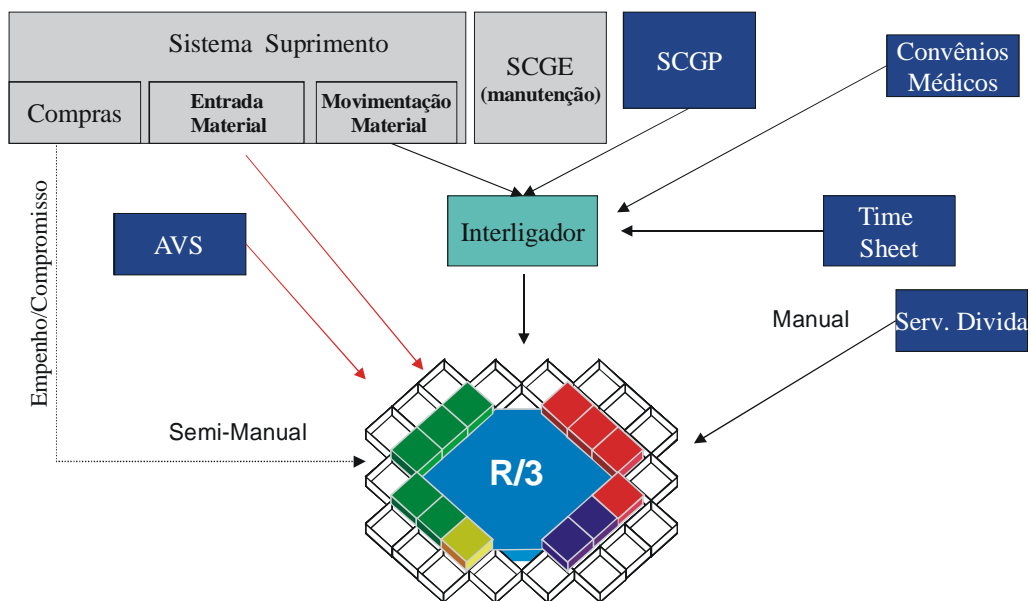 Sistema Suprimento
Compras
Entrada
Material
Movimentação
Material
SCGE
(manutenção)
SCGP
Convênios
Médicos
Empenho/Compromisso
AVS
Interligador
Time
Sheet
Manual
Serv. Divida
Semi-Manual
R/3